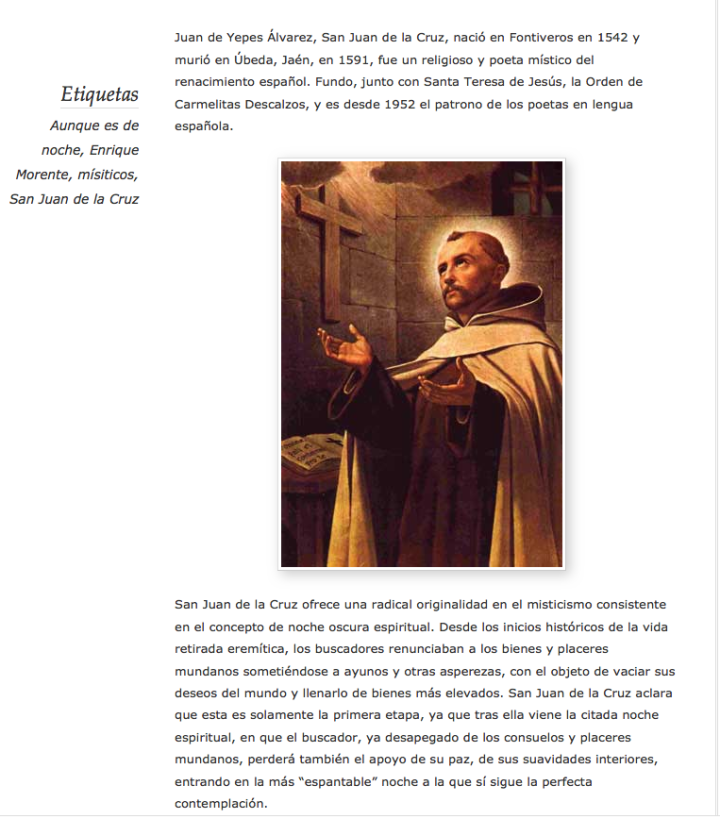 Juan de Yepes Álvarez, San Juan de la Cruz, nació en Fontiveros en 1542 y
murió en Úbeda, Jaén, en 1591, fue un religioso y poeta místico del
renacimiento español. Fundo, junto con Santa Teresa de Jesús, la Orden de
Carmelitas Descalzos, y es desde 1952 el patrono de los poetas en lengua
española.
Etiquetas
Aunque es de
noche, Enrique
Morente, mísiticos,
San Juan de la Cruz
San Juan de la Cruz ofrece una radical originalidad en el misticismo consistente
en el concepto de noche oscura espiritual. Desde los inicios históricos de la vida
retirada eremítica, los buscadores renunciaban a los bienes y placeres
mundanos sometiéndose a ayunos y otras asperezas, con el objeto de vaciar sus
deseos del mundo y llenarlo de bienes más elevados. San Juan de la Cruz aclara
que esta es solamente la primera etapa, ya que tras ella viene la citada noche
espiritual, en que el buscador, ya desapegado de los consuelos y placeres
mundanos, perderá también el apoyo de su paz, de sus suavidades interiores,
entrando en la más “espantable” noche a la que sí sigue la perfecta
contemplación.